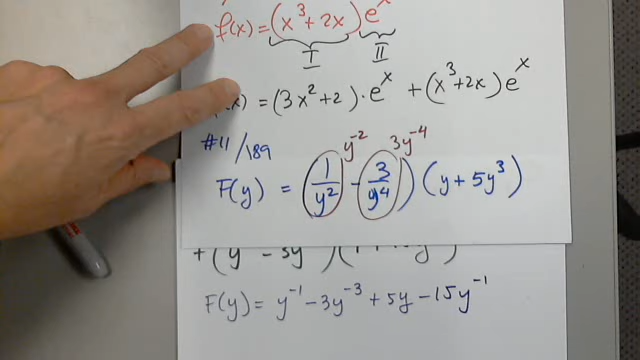 f(x) = (x³ + 2x) eˣ
I II
(x) = (3x² + 2) · eˣ + (x³ + 2x) eˣ
#11/189
y⁻² 3y⁻⁴
F(y) = (1/y² - 3/y⁴) (y + 5y³)
F(y) = y⁻¹ - 3y⁻³ + 5y - 15y⁻¹